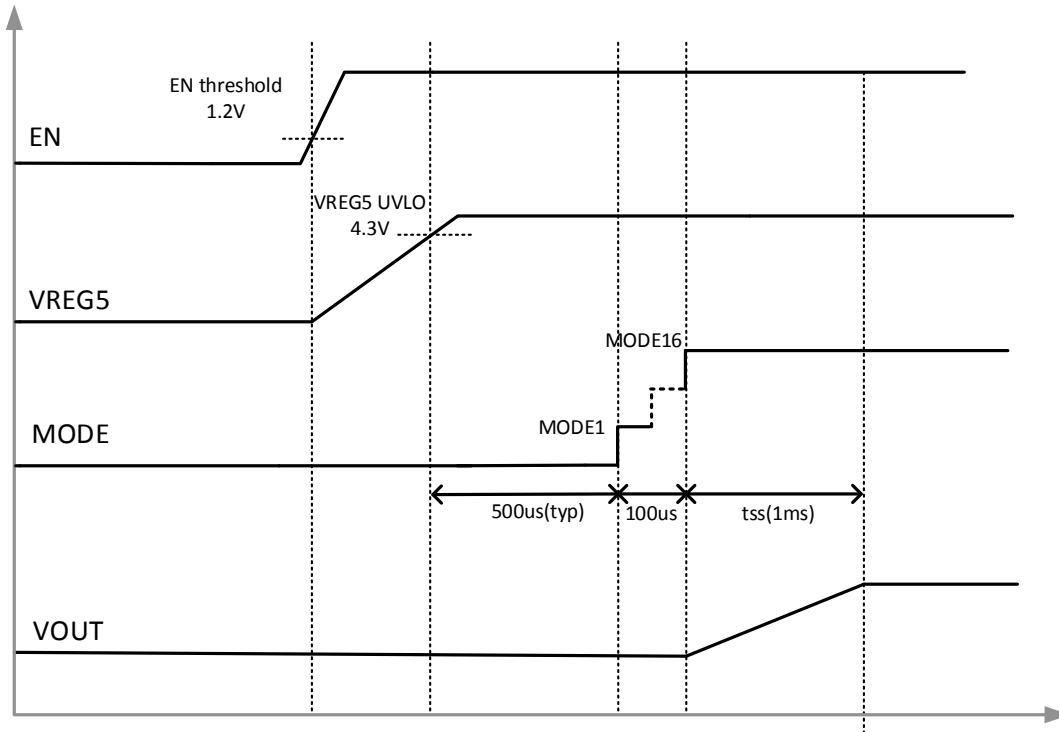 EN threshold
1.2V
EN
VREG5 UVLO
4.3V
VREG5
MODE16
MODE1
MODE
500us(typ)
100us
tss(1ms)
VOUT